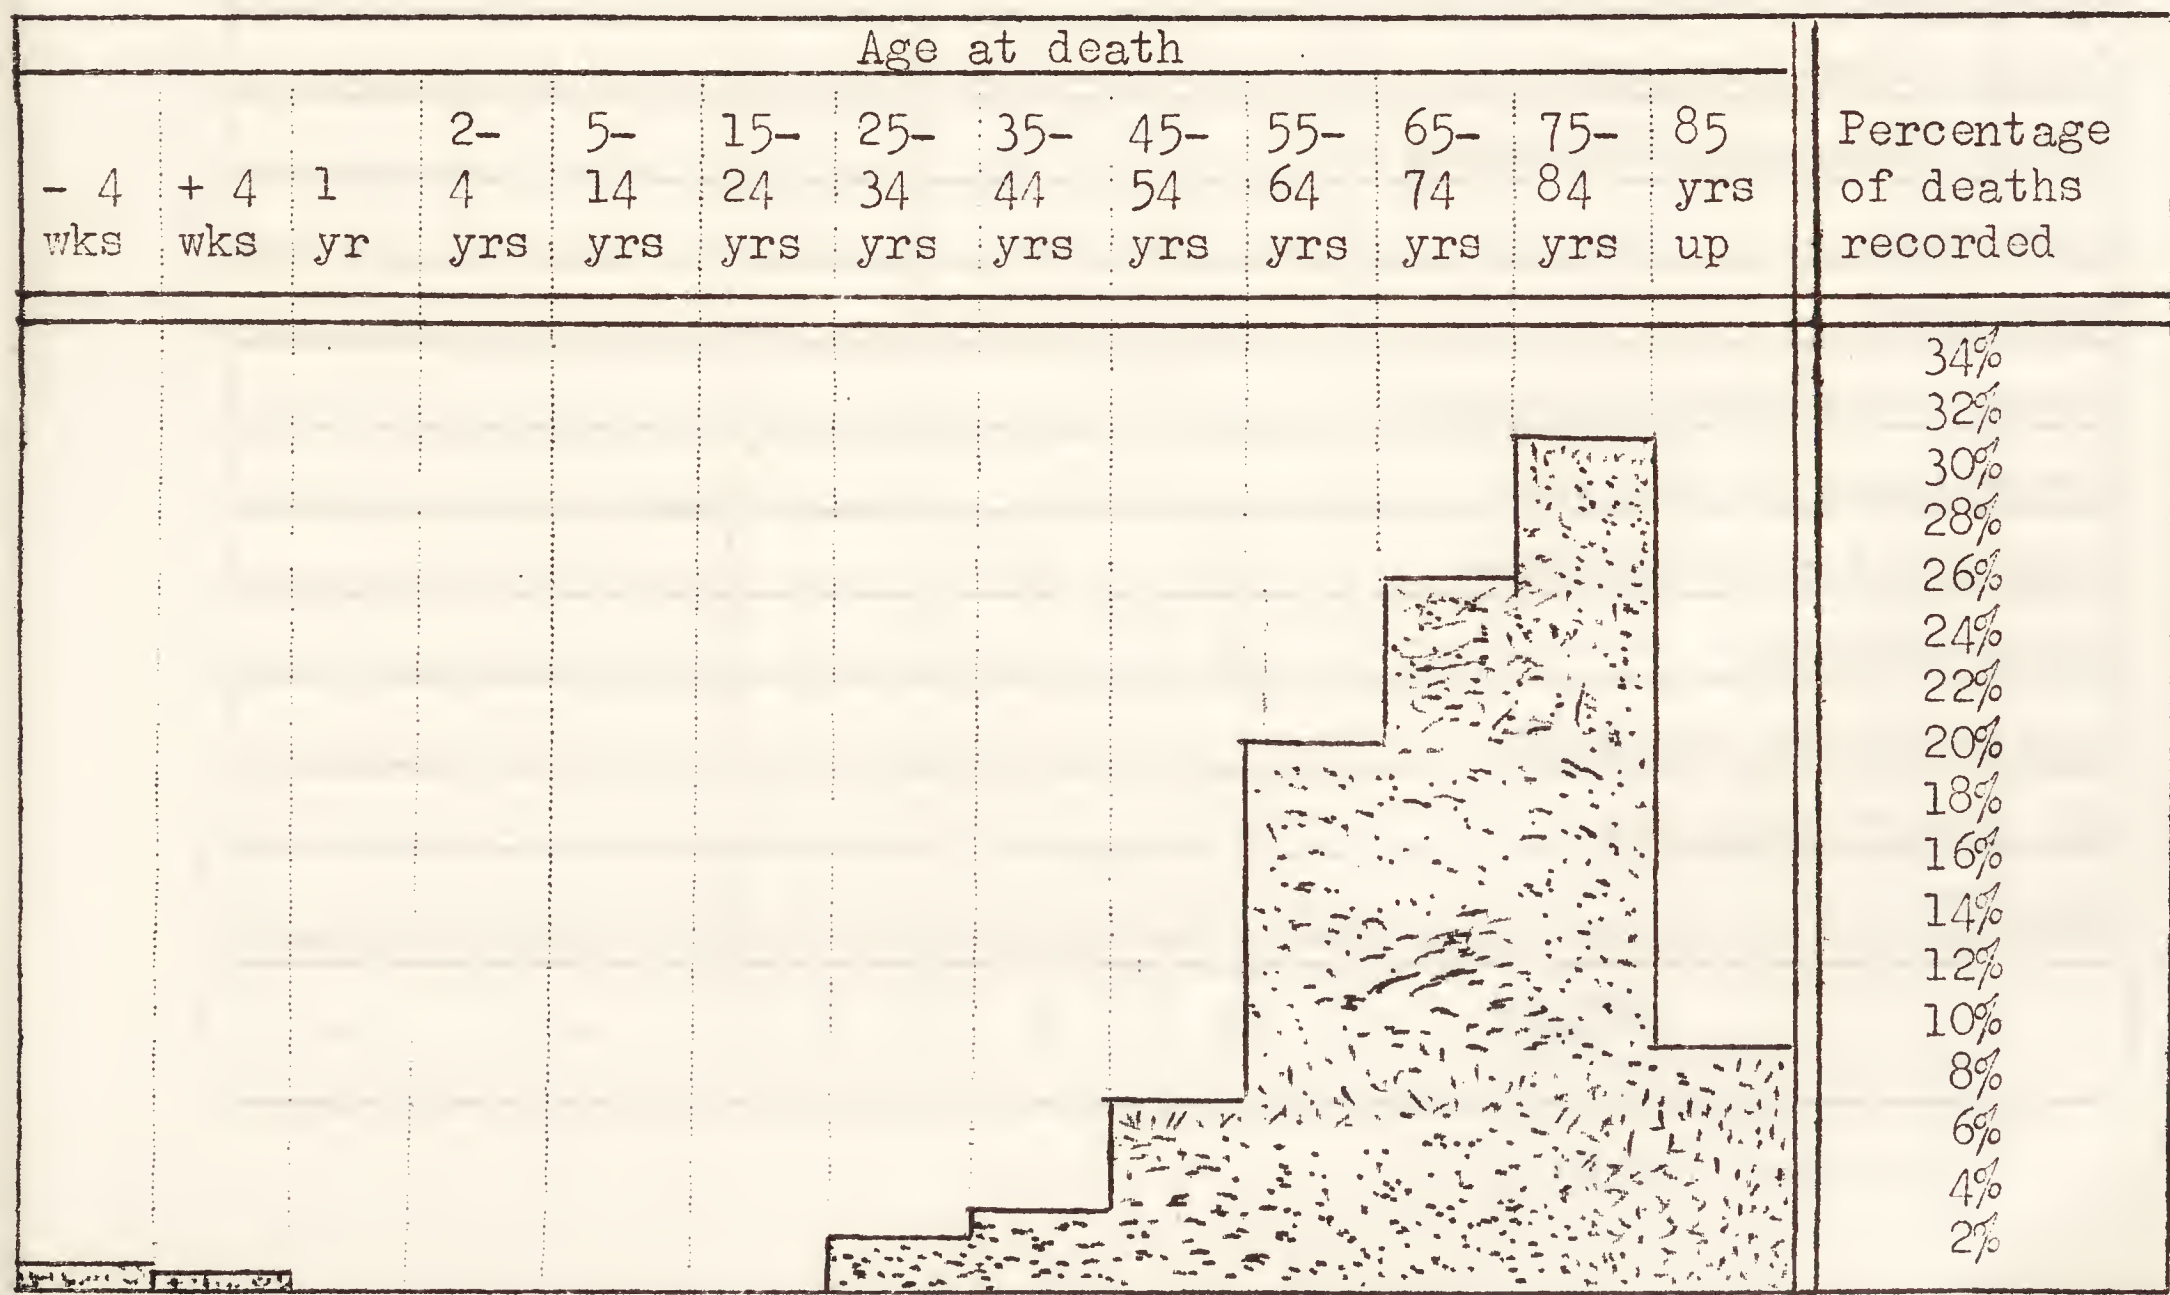 Age at death
- 4 wks
+ 4 wks
1 yr
2- 4 yrs
5- 14 yrs
15- 24 yrs
25- 34 yrs
35- 44 yrs
45- 54 yrs
55- 64 yrs
65- 74 yrs
75- 84 yrs
85 yrs up
Percentage
of deaths
recorded
34%
32%
30%
28%
26%
24%
22%
20%
18%
16%
14%
12%
10%
8%
6%
4%
2%